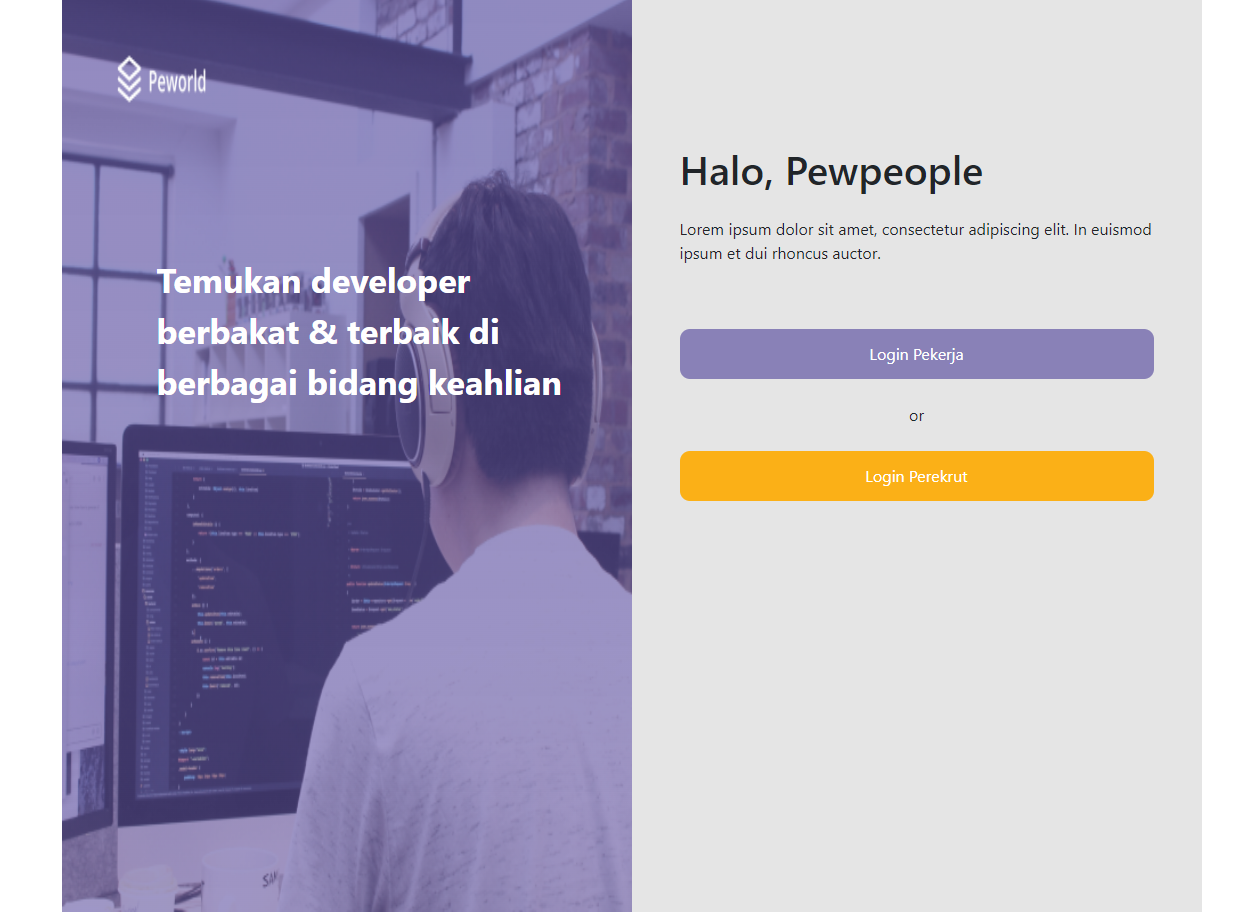 Peworld
Temukan developer
berbakat & terbaik di
berbagai bidang keahlian
Halo, Pewpeople
Lorem ipsum dolor sit amet, consectetur adipiscing elit. In euismod
ipsum et dui rhoncus auctor.
Login Pekerja
or
Login Perekrut